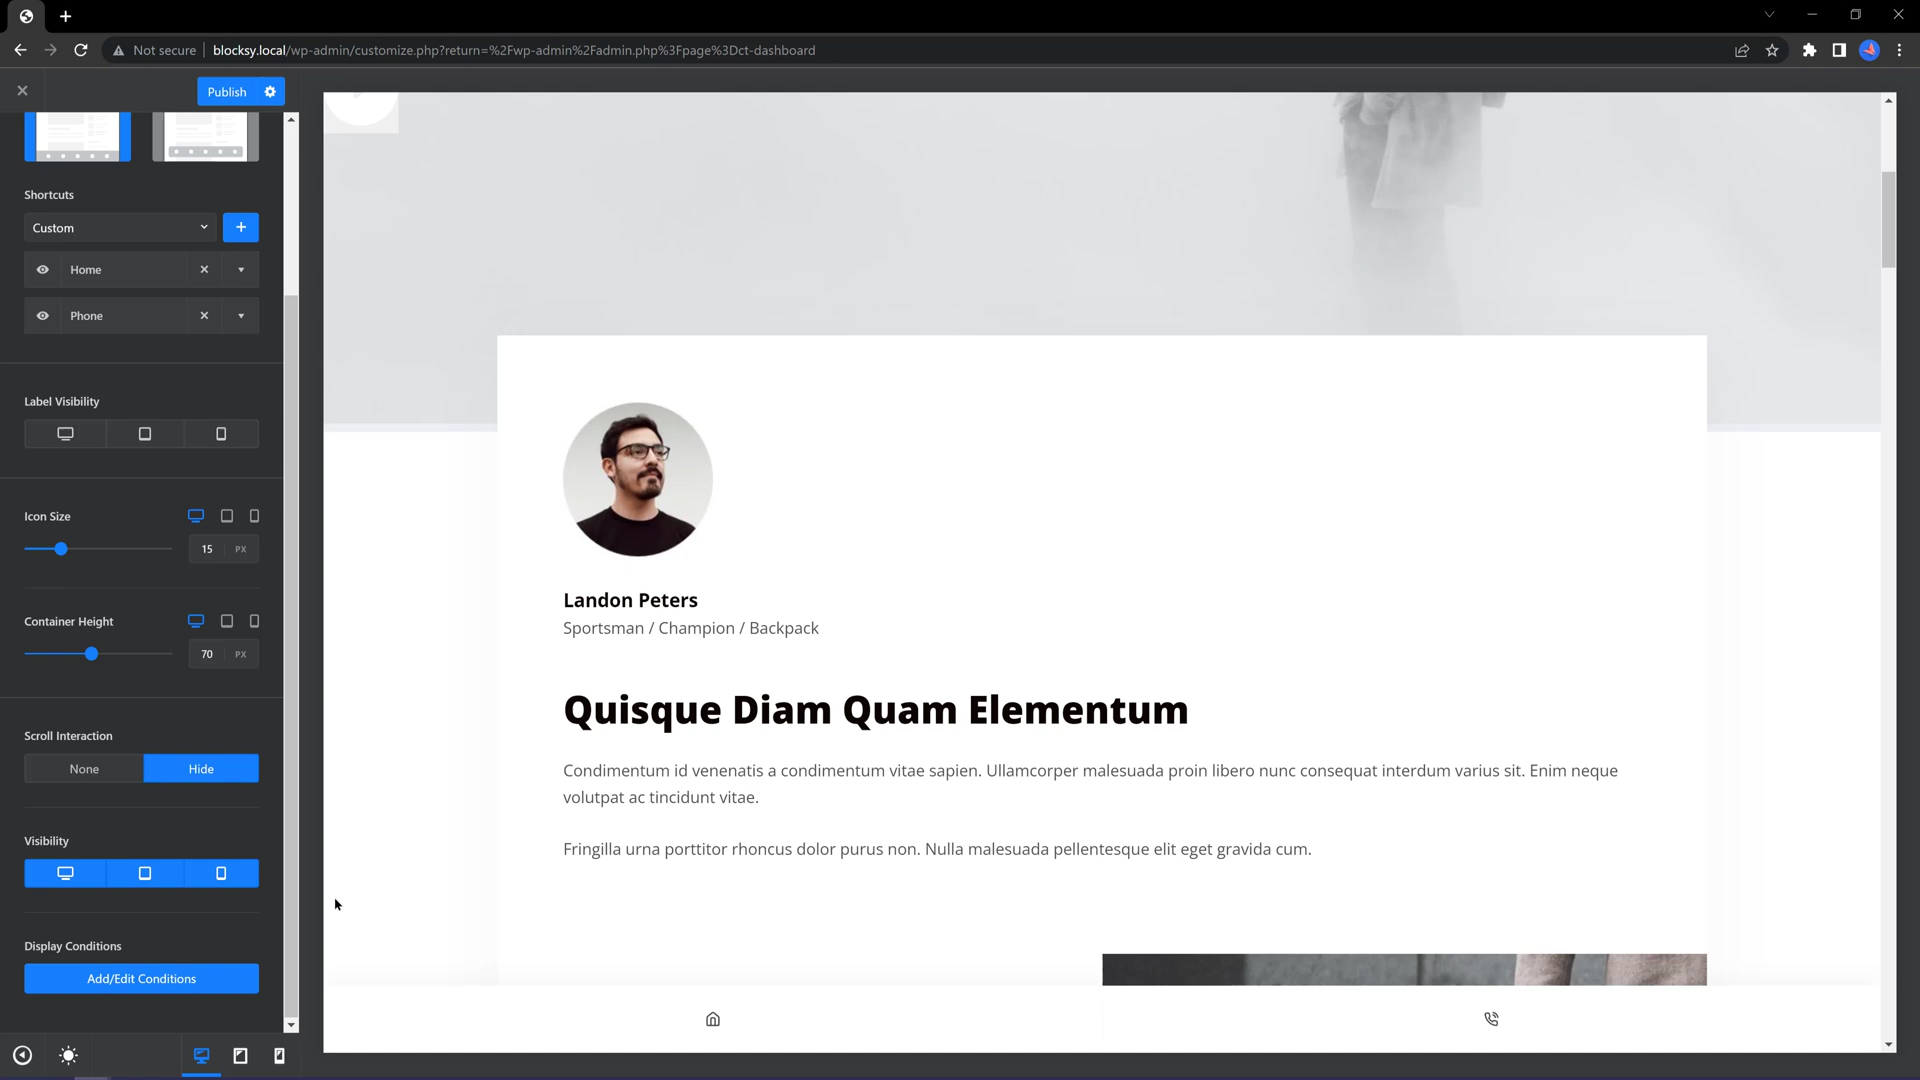 Not secure
blocksy.local/wp-admin/customize.php?return=%2Fwp-admin%2Fadmin.php%3Fpage%3Dct-dashboard
Publish
Shortcuts
Custom
Home
Phone
Label Visibility
Icon Size
15 PX
Container Height
70 PX
Scroll Interaction
None Hide
Visibility
Display Conditions
Add/Edit Conditions
Landon Peters
Sportsman / Champion / Backpack
Quisque Diam Quam Elementum
Condimentum id venenatis a condimentum vitae sapien. Ullamcorper malesuada proin libero nunc consequat interdum varius sit. Enim neque
volutpat ac tincidunt vitae.
Fringilla urna porttitor rhoncus dolor purus non. Nulla malesuada pellentesque elit eget gravida cum.